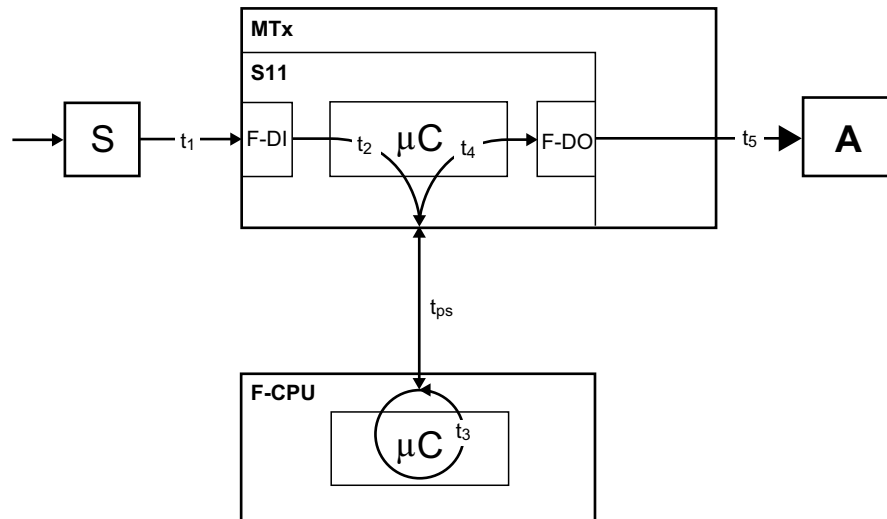 MTx
S11
S
t1
F-DI
t2
μC
t4
F-DO
t5
A
tps
F-CPU
μC
t3